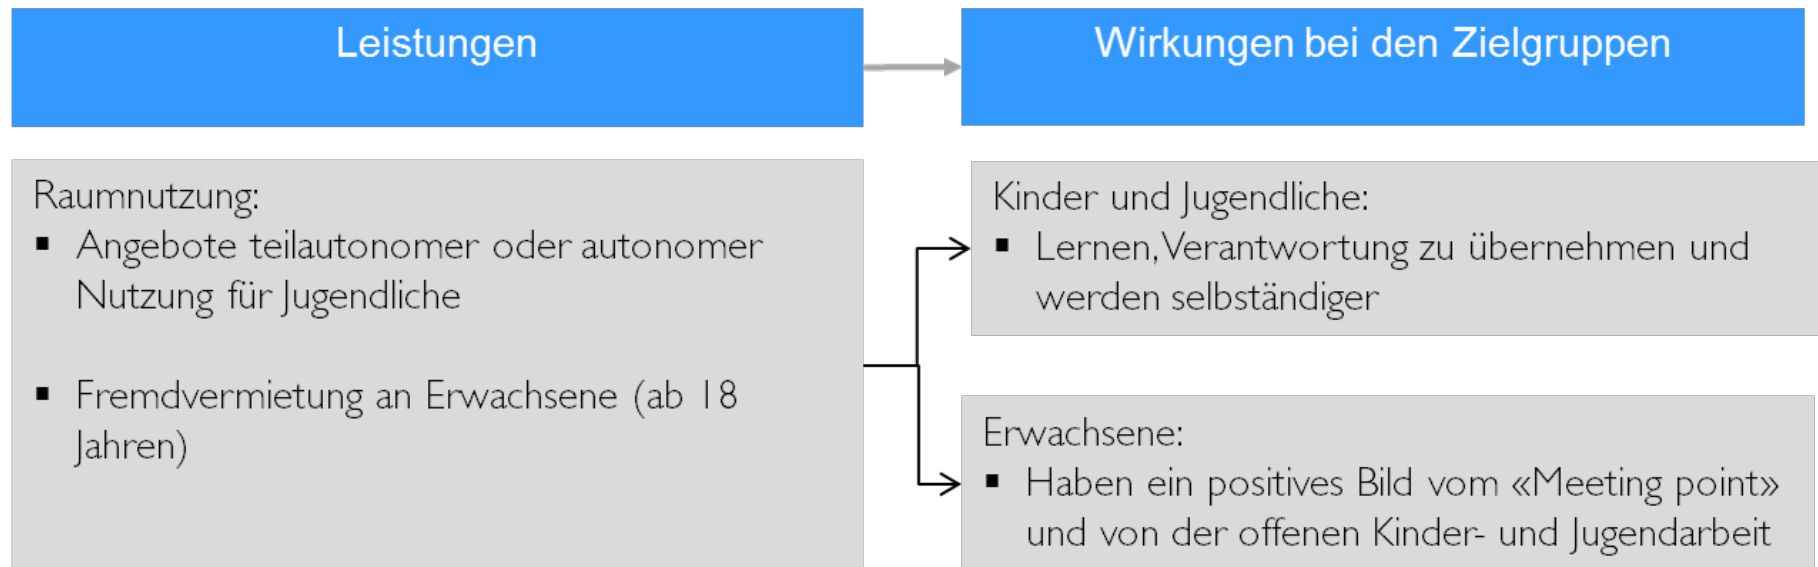 Leistungen
Wirkungen bei den Zielgruppen
Raumnutzung:
▪ Angebote teilautonomer oder autonomer
Nutzung für Jugendliche
▪ Fremdvermietung an Erwachsene (ab 18
Jahren)
Kinder und Jugendliche:
▪ Lernen, Verantwortung zu übernehmen und
werden selbständiger
Erwachsene:
▪ Haben ein positives Bild vom «Meeting point»
und von der offenen Kinder- und Jugendarbeit